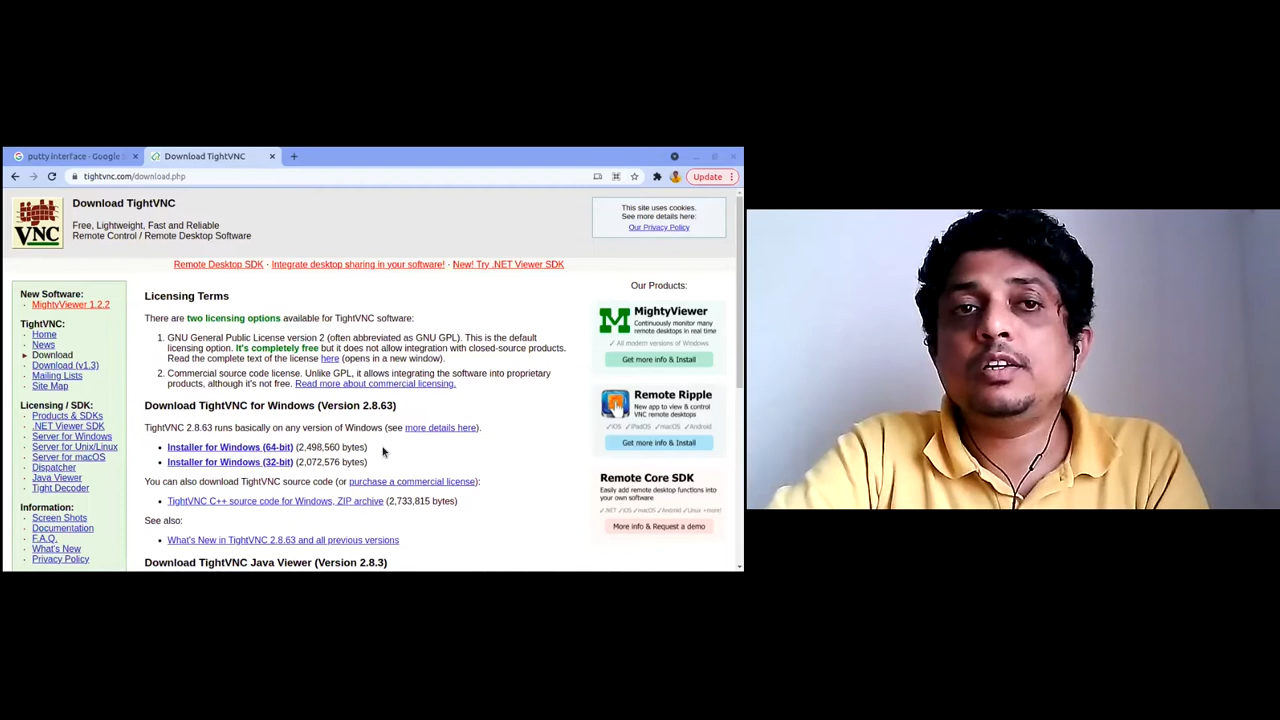 putty interface - Google
Download TightVNC
tightvnc.com/download.php
Update
tight
VNC
Download TightVNC
Free, Lightweight, Fast and Reliable
Remote Control / Remote Desktop Software
This site uses cookies.
See more details here:
Our Privacy Policy
Remote Desktop SDK · Integrate desktop sharing in your software! · New! Try .NET Viewer SDK
New Software:
MightyViewer 1.2.2
TightVNC:
Home
News
Download
Download (v1.3)
Mailing Lists
Site Map
Licensing / SDK:
Products & SDKs
.NET Viewer SDK
Server for Windows
Server for Unix/Linux
Server for macOS
Dispatcher
Java Viewer
Tight Decoder
Information:
Screen Shots
Documentation
F.A.Q.
What's New
Privacy Policy
Licensing Terms
There are two licensing options available for TightVNC software:
1. GNU General Public License version 2 (often abbreviated as GNU GPL). This is the default
licensing option. It's completely free but it does not allow integration with closed-source products.
Read the complete text of the license here (opens in a new window).
2. Commercial source code license. Unlike GPL, it allows integrating the software into proprietary
products, although it's not free. Read more about commercial licensing.
Download TightVNC for Windows (Version 2.8.63)
TightVNC 2.8.63 runs basically on any version of Windows (see more details here).
Installer for Windows (64-bit) (2,498,560 bytes)
Installer for Windows (32-bit) (2,072,576 bytes)
You can also download TightVNC source code (or purchase a commercial license):
TightVNC C++ source code for Windows, ZIP archive (2,733,815 bytes)
See also:
What's New in TightVNC 2.8.63 and all previous versions
Download TightVNC Java Viewer (Version 2.8.3)
Our Products:
MightyViewer
Continuously monitor many
remote desktops in real time
✓ All modern versions of Windows
Get more info & Install
Remote Ripple
New app to view & control
VNC remote desktops
✓iOS ✓iPadOS ✓macOS ✓Android
Get more info & Install
Remote Core SDK
Easily add remote desktop functions into
your own software
✓.NET ✓iOS ✓macOS ✓Android ✓Linux +more!
More info & Request a demo